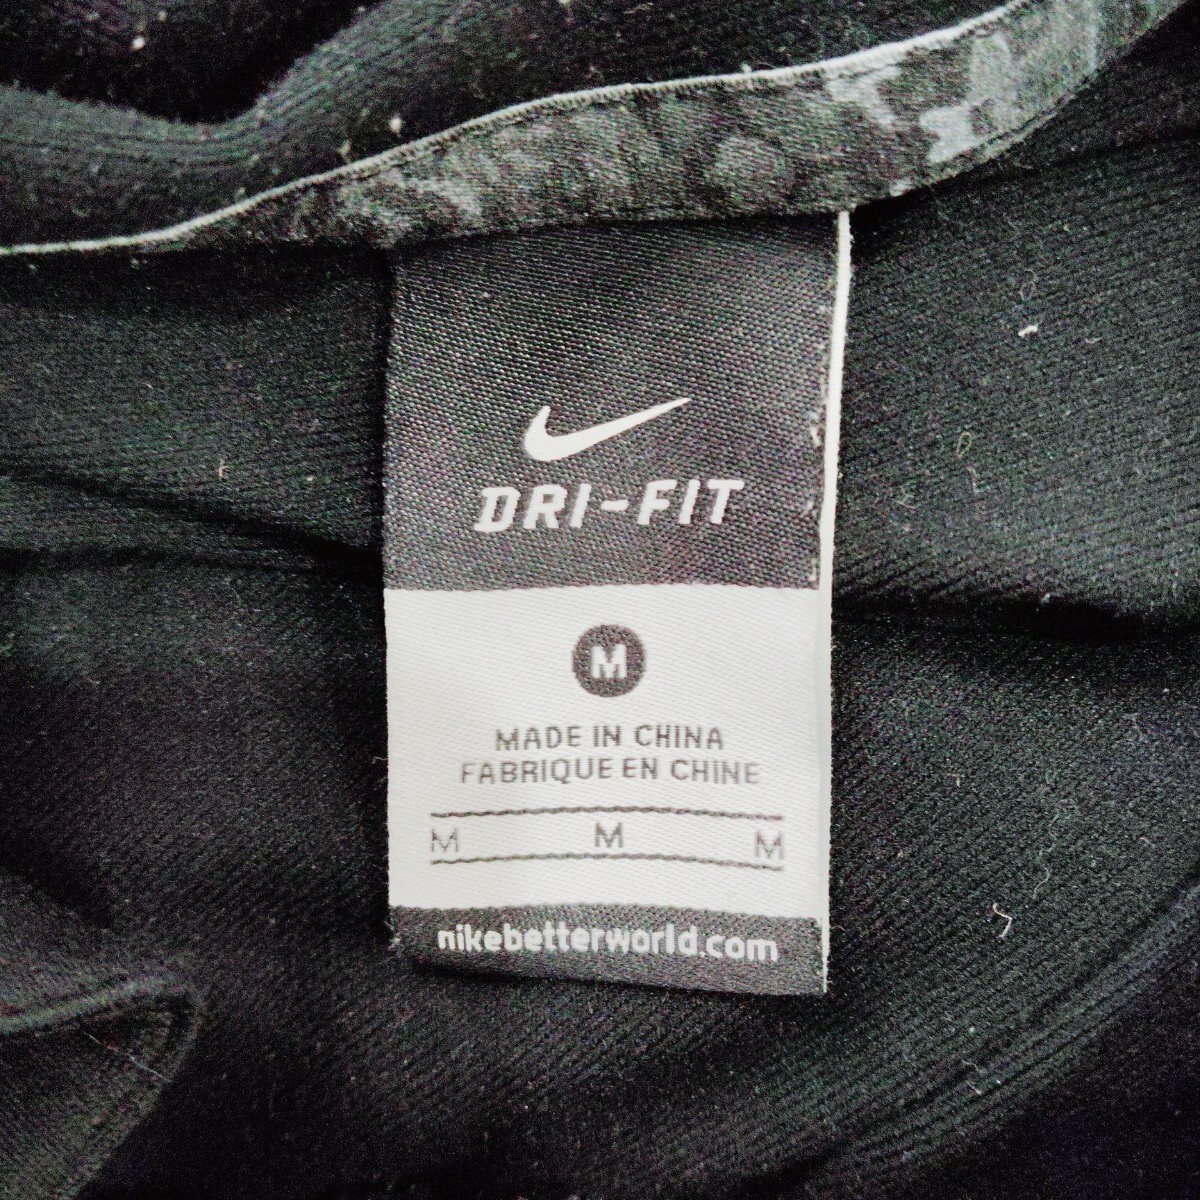 DRI-FIT
M
MADE IN CHINA
FABRIQUE EN CHINE
M M M
nikebetterworld.com